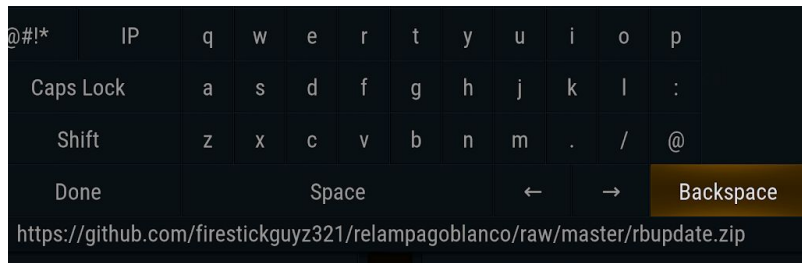 @#!* IP q w e r t y u i o p
Caps Lock a s d f g h j k l :
Shift z x c v b n m . / @
Done Space ← → Backspace
https://github.com/firestickguyz321/relampagoblanco/raw/master/rbupdate.zip